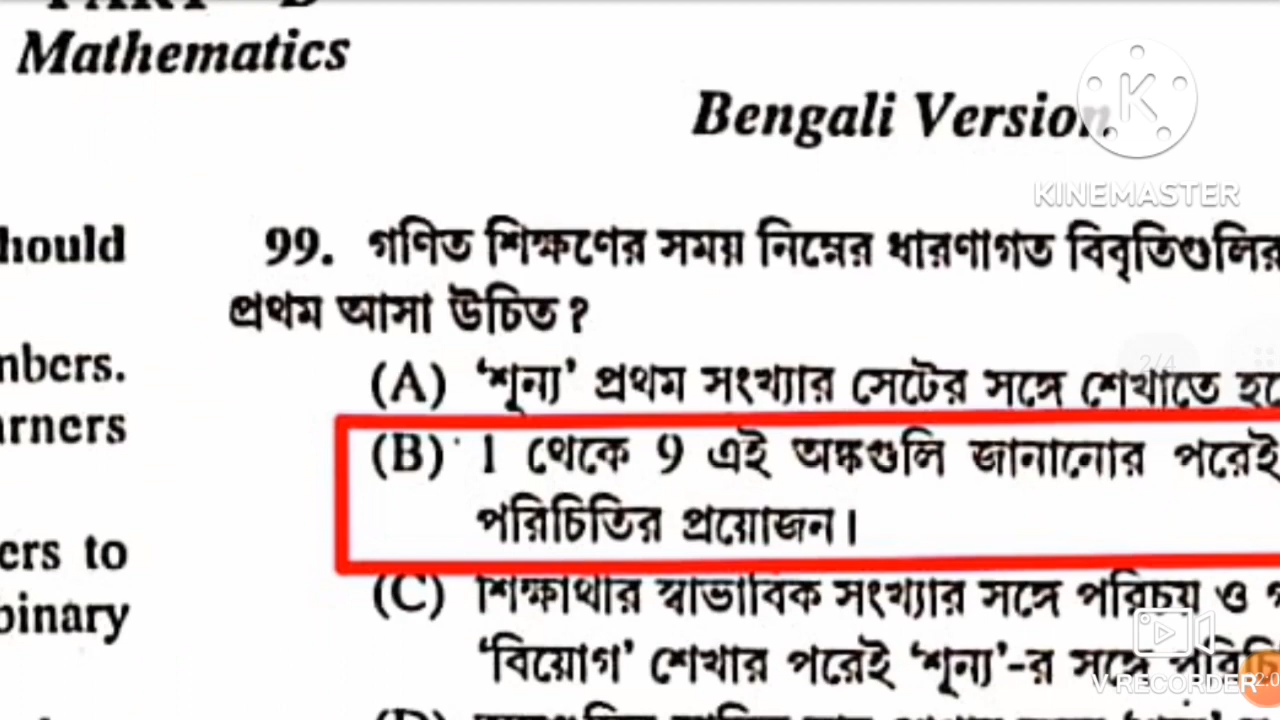 Mathematics
Bengali Version
KINEMASTER
hould
99. গণিত শিক্ষণের সময় নিম্নের ধারণাগত বিবৃতিগুলির
প্রথম আসা উচিত ?
nbers.
(A) ‘শূন্য’ প্রথম সংখ্যার সেটের সঙ্গে শেখাতে
arners
(B) 1 থেকে 9 এই অঙ্কগুলি জানানোর পরেই
পরিচিতির প্রয়োজন।
ers to
(C) শিক্ষার্থীর স্বাভাবিক সংখ্যার সঙ্গে পরিচয় ও
binary
‘বিয়োগ’ শেখার পরেই ‘শূন্য’-র সঙ্গে
V RECORDER